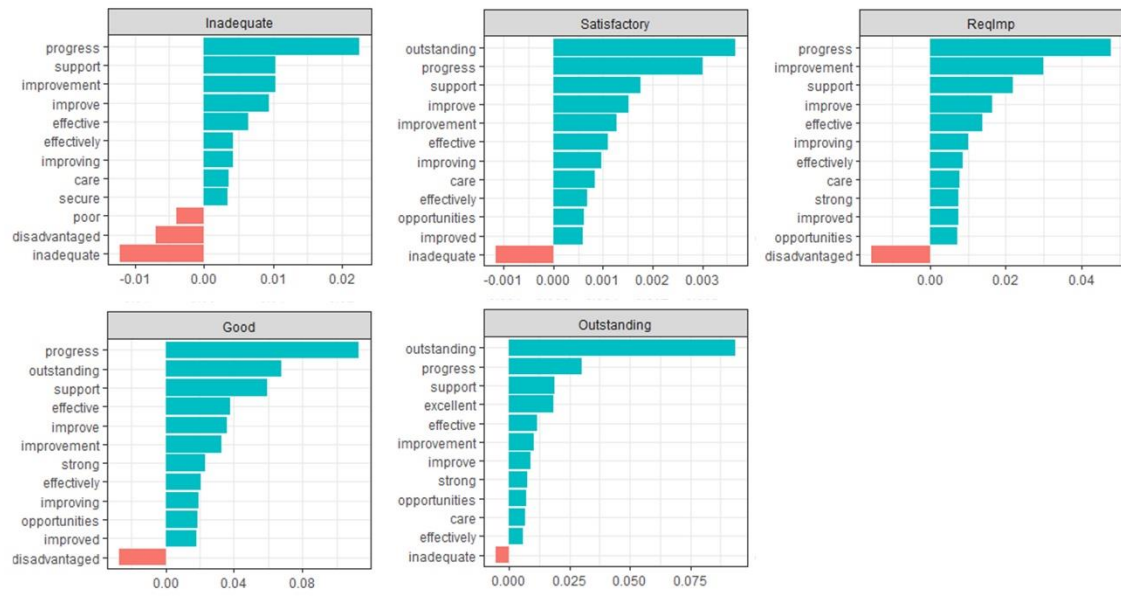 Inadequate
progress
support
improvement
improve
effective
effectively
improving
care
secure
poor
disadvantaged
inadequate
-0.01 0.00 0.01 0.02
Satisfactory
outstanding
progress
support
improve
improvement
effective
improving
care
effectively
opportunities
improved
inadequate
-0.001 0.000 0.001 0.002 0.003
ReqImp
progress
improvement
support
improve
effective
improving
effectively
care
strong
improved
opportunities
disadvantaged
0.00 0.02 0.04
Good
progress
outstanding
support
effective
improve
improvement
strong
effectively
improving
opportunities
improved
disadvantaged
0.00 0.04 0.08
Outstanding
outstanding
progress
support
excellent
effective
improvement
improve
strong
opportunities
care
effectively
inadequate
0.000 0.025 0.050 0.075